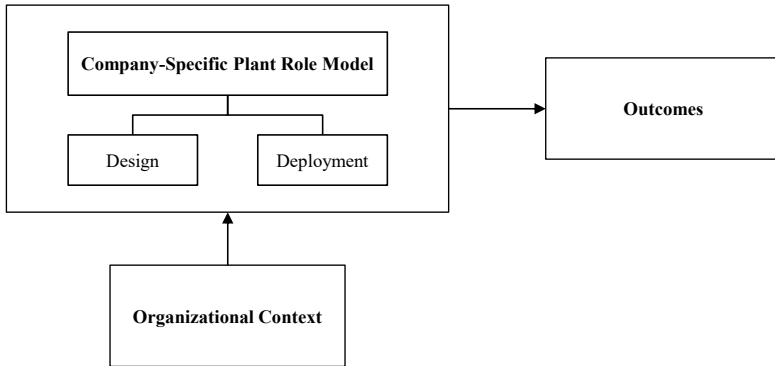 Company-Specific Plant Role Model
Design
Deployment
Outcomes
Organizational Context